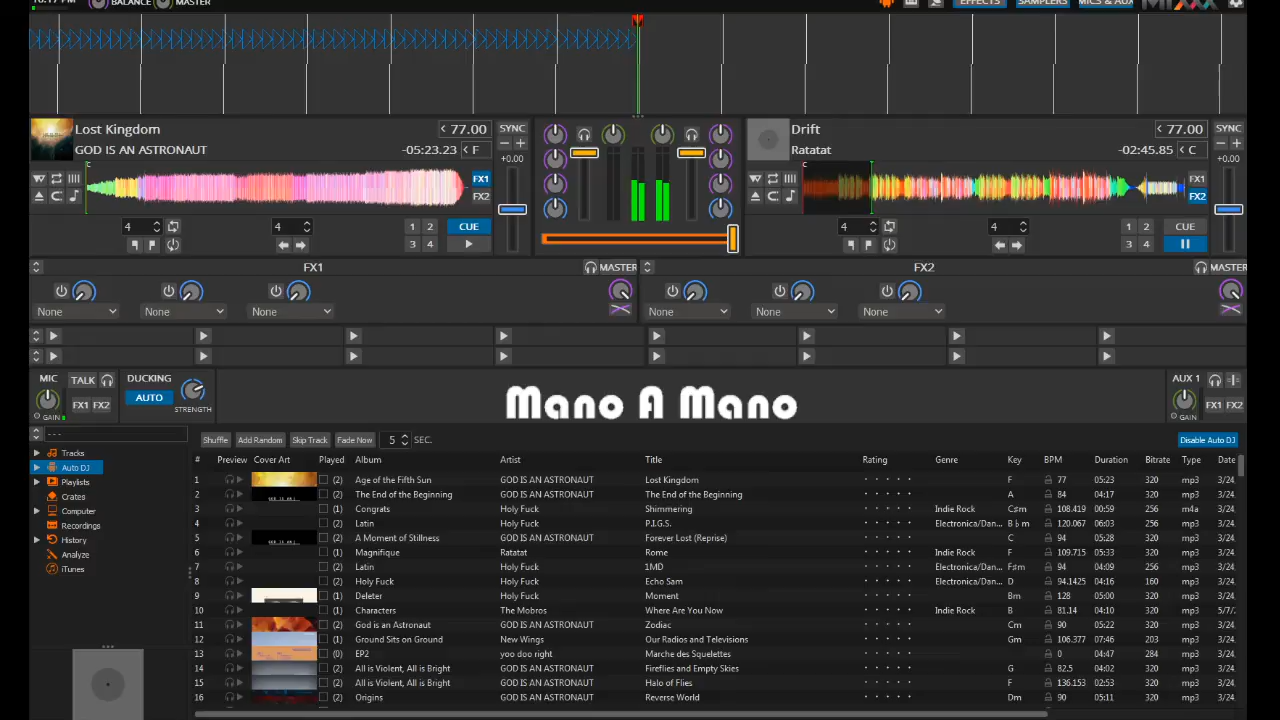 BALANCE MASTER EFFECTS SAMPLERS MICS & AUX MIXXX
Lost Kingdom < 77.00 SYNC
GOD IS AN ASTRONAUT -05:23.23 < F +0.00
FX1
FX2
4 4 1 2 CUE
3 4
Drift < 77.00 SYNC
Ratatat -02:45.85 < C +0.00
FX1
FX2
4 4 1 2 CUE
3 4
FX1 MASTER FX2 MASTER
None None None None None None
MIC TALK DUCKING AUX 1
AUTO
GAIN FX1 FX2 STRENGTH GAIN FX1 FX2
Mano A Mano
---
Tracks
Auto DJ
Playlists
Crates
Computer
Recordings
History
Analyze
iTunes
Shuffle Add Random Skip Track Fade Now 5 SEC. Disable Auto DJ
# Preview Cover Art Played Album Artist Title Rating Genre Key BPM Duration Bitrate Type Date
1 (2) Age of the Fifth Sun GOD IS AN ASTRONAUT Lost Kingdom F 77 05:23 320 mp3 3/24
2 (2) The End of the Beginning GOD IS AN ASTRONAUT The End of the Beginning A 84 04:17 320 mp3 3/24
3 (1) Congrats Holy Fuck Shimmering Indie Rock C♯m 108.419 00:59 256 m4a 3/24
4 (2) Latin Holy Fuck P.I.G.S. Electronica/Dan... B♭m 120.067 06:03 256 mp3 3/24
5 (2) A Moment of Stillness GOD IS AN ASTRONAUT Forever Lost (Reprise) C 94 05:28 320 mp3 3/24
6 (1) Magnifique Ratatat Rome Indie Rock F 109.715 05:33 320 mp3 3/24
7 (1) Latin Holy Fuck 1MD Electronica/Dan... F♯m 94 04:09 256 mp3 3/24
8 (2) Holy Fuck Holy Fuck Echo Sam Electronica/Dan... D 94.1425 04:16 160 mp3 3/24
9 (1) Deleter Holy Fuck Moment Bm 128 05:00 320 mp3 3/24
10 (1) Characters The Mobros Where Are You Now Indie Rock B 81.14 04:10 320 mp3 5/7/
11 (2) God is an Astronaut GOD IS AN ASTRONAUT Zodiac Cm 90 05:22 320 mp3 3/24
12 (2) Ground Sits on Ground New Wings Our Radios and Televisions Gm 106.377 07:46 203 mp3 3/24
13 (0) EP2 yoo doo right Marche des Squelettes 0 04:47 284 mp3 3/24
14 (2) All is Violent, All is Bright GOD IS AN ASTRONAUT Fireflies and Empty Skies G 82.5 04:02 320 mp3 3/24
15 (2) All is Violent, All is Bright GOD IS AN ASTRONAUT Halo of Flies F 136.153 02:53 320 mp3 3/24
16 (2) Origins GOD IS AN ASTRONAUT Reverse World Dm 90 05:11 320 mp3 3/24